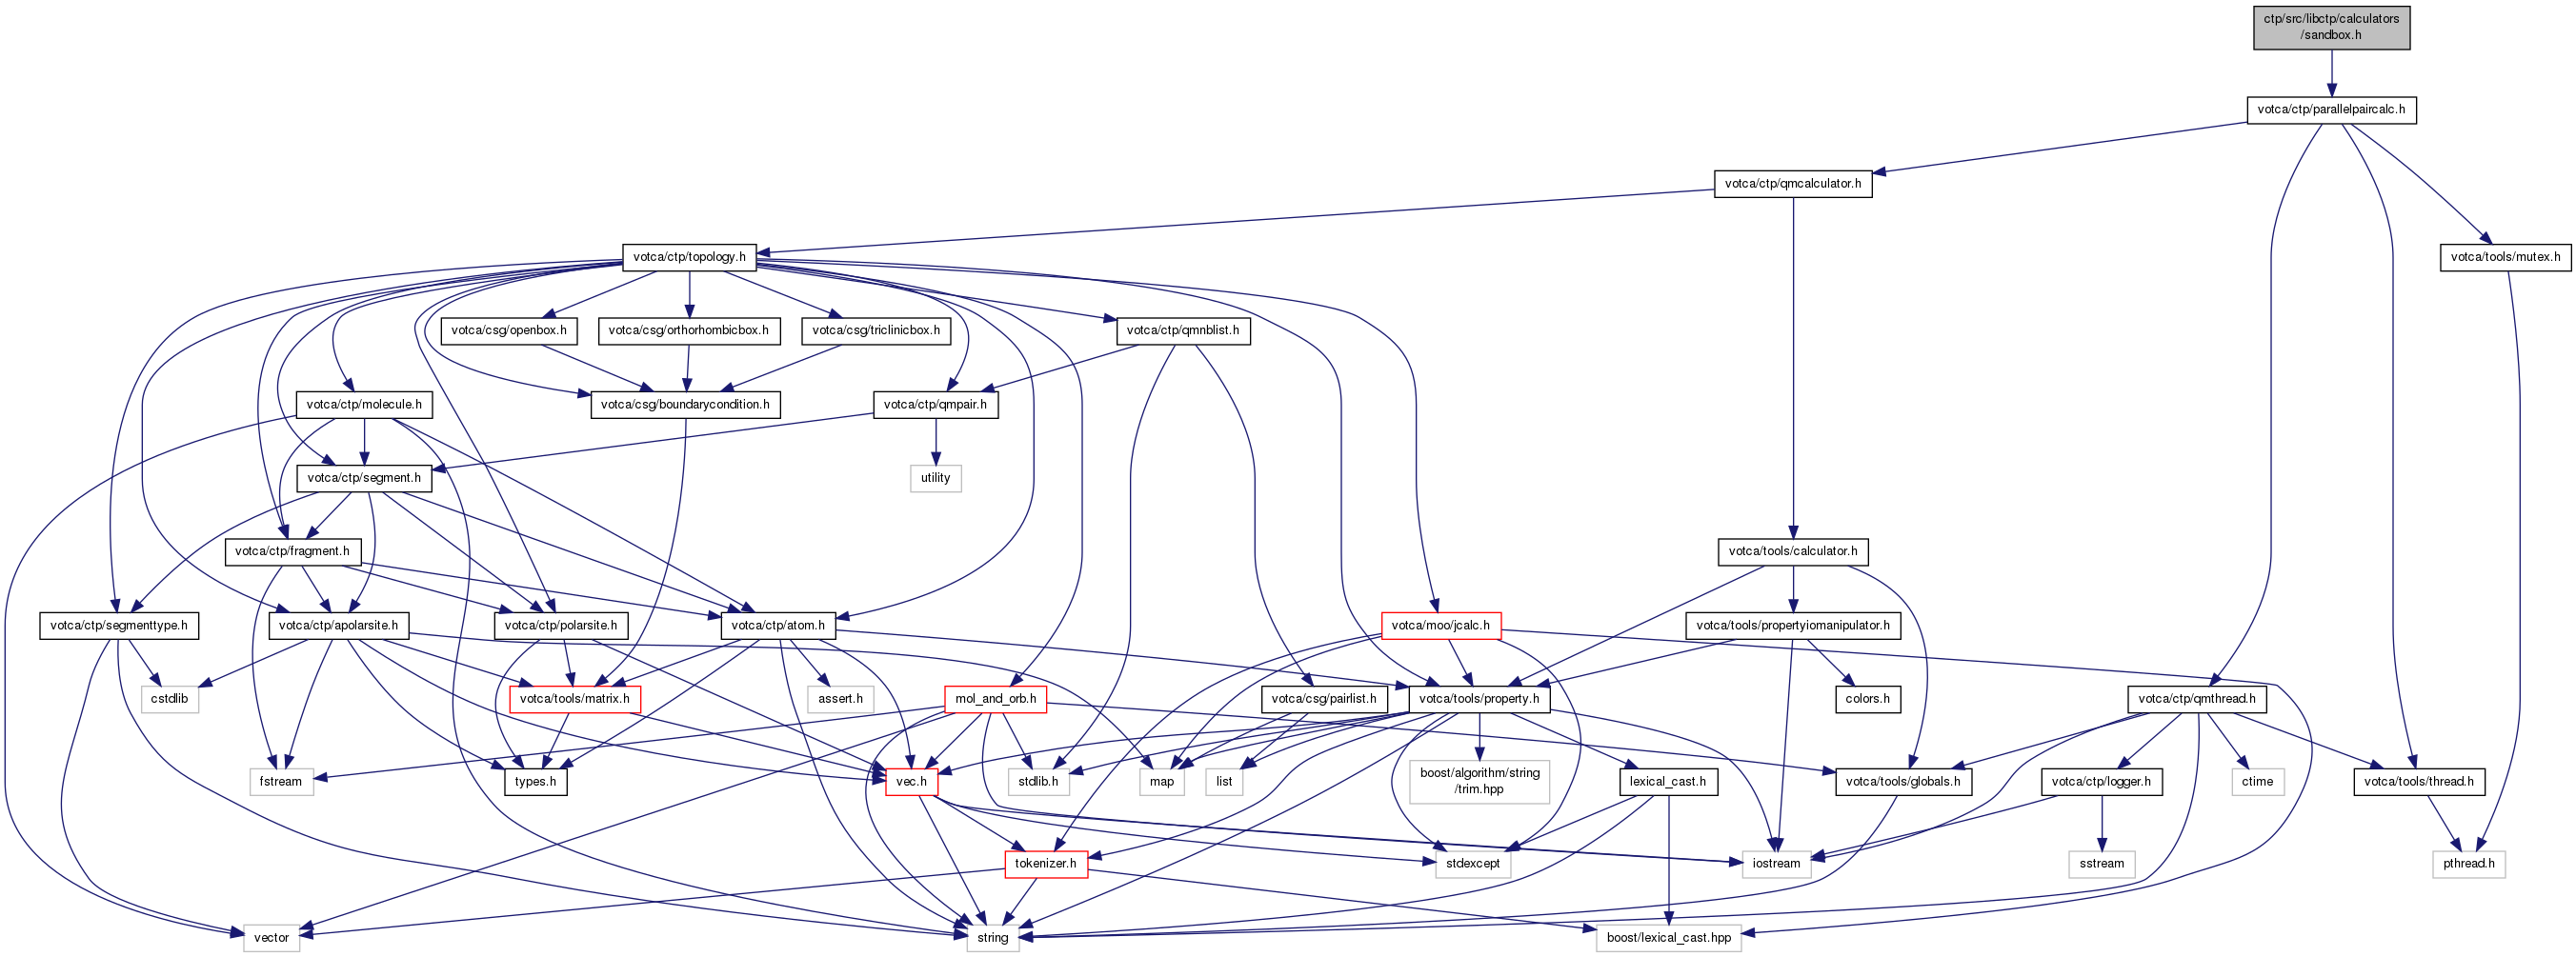 ctp/src/libctp/calculators
/sandbox.h
votca/ctp/parallelpaircalc.h
votca/ctp/qmcalculator.h
votca/ctp/topology.h
votca/tools/mutex.h
votca/csg/openbox.h
votca/csg/orthorhombicbox.h
votca/csg/triclinicbox.h
votca/ctp/qmnblist.h
votca/ctp/molecule.h
votca/csg/boundarycondition.h
votca/ctp/qmpair.h
votca/ctp/segment.h
utility
votca/ctp/fragment.h
votca/tools/calculator.h
votca/ctp/segmenttype.h
votca/ctp/apolarsite.h
votca/ctp/polarsite.h
votca/ctp/atom.h
votca/moo/jcalc.h
votca/tools/propertyiomanipulator.h
cstdlib
votca/tools/matrix.h
assert.h
mol_and_orb.h
votca/csg/pairlist.h
votca/tools/property.h
colors.h
votca/ctp/qmthread.h
fstream
types.h
vec.h
stdlib.h
map
list
boost/algorithm/string
/trim.hpp
lexical_cast.h
votca/tools/globals.h
votca/ctp/logger.h
ctime
votca/tools/thread.h
tokenizer.h
stdexcept
iostream
sstream
pthread.h
vector
string
boost/lexical_cast.hpp